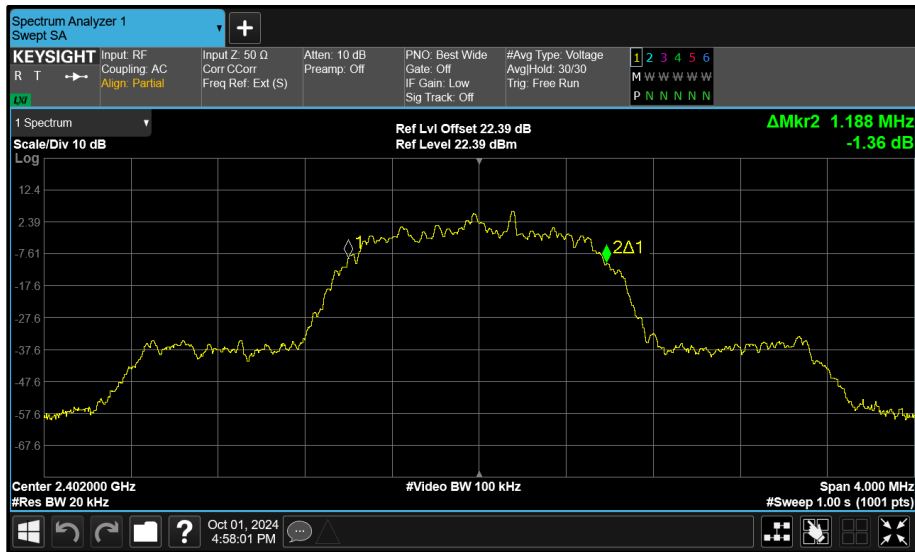 Spectrum Analyzer 1
Swept SA
+
KEYSIGHT
R T
LXI
Input: RF
Coupling: AC
Align: Partial
Input Z: 50 Ω
Corr CCorr
Freq Ref: Ext (S)
Atten: 10 dB
Preamp: Off
PNO: Best Wide
Gate: Off
IF Gain: Low
Sig Track: Off
#Avg Type: Voltage
Avg|Hold: 30/30
Trig: Free Run
1 2 3 4 5 6
M W W W W W
P N N N N N
1 Spectrum
Scale/Div 10 dB
Log
Ref Lvl Offset 22.39 dB
Ref Level 22.39 dBm
ΔMkr2 1.188 MHz
-1.36 dB
12.4
2.39
-7.61
-17.6
-27.6
-37.6
-47.6
-57.6
-67.6
1
2Δ1
Center 2.402000 GHz
#Res BW 20 kHz
#Video BW 100 kHz
Span 4.000 MHz
#Sweep 1.00 s (1001 pts)
?
Oct 01, 2024
4:58:01 PM